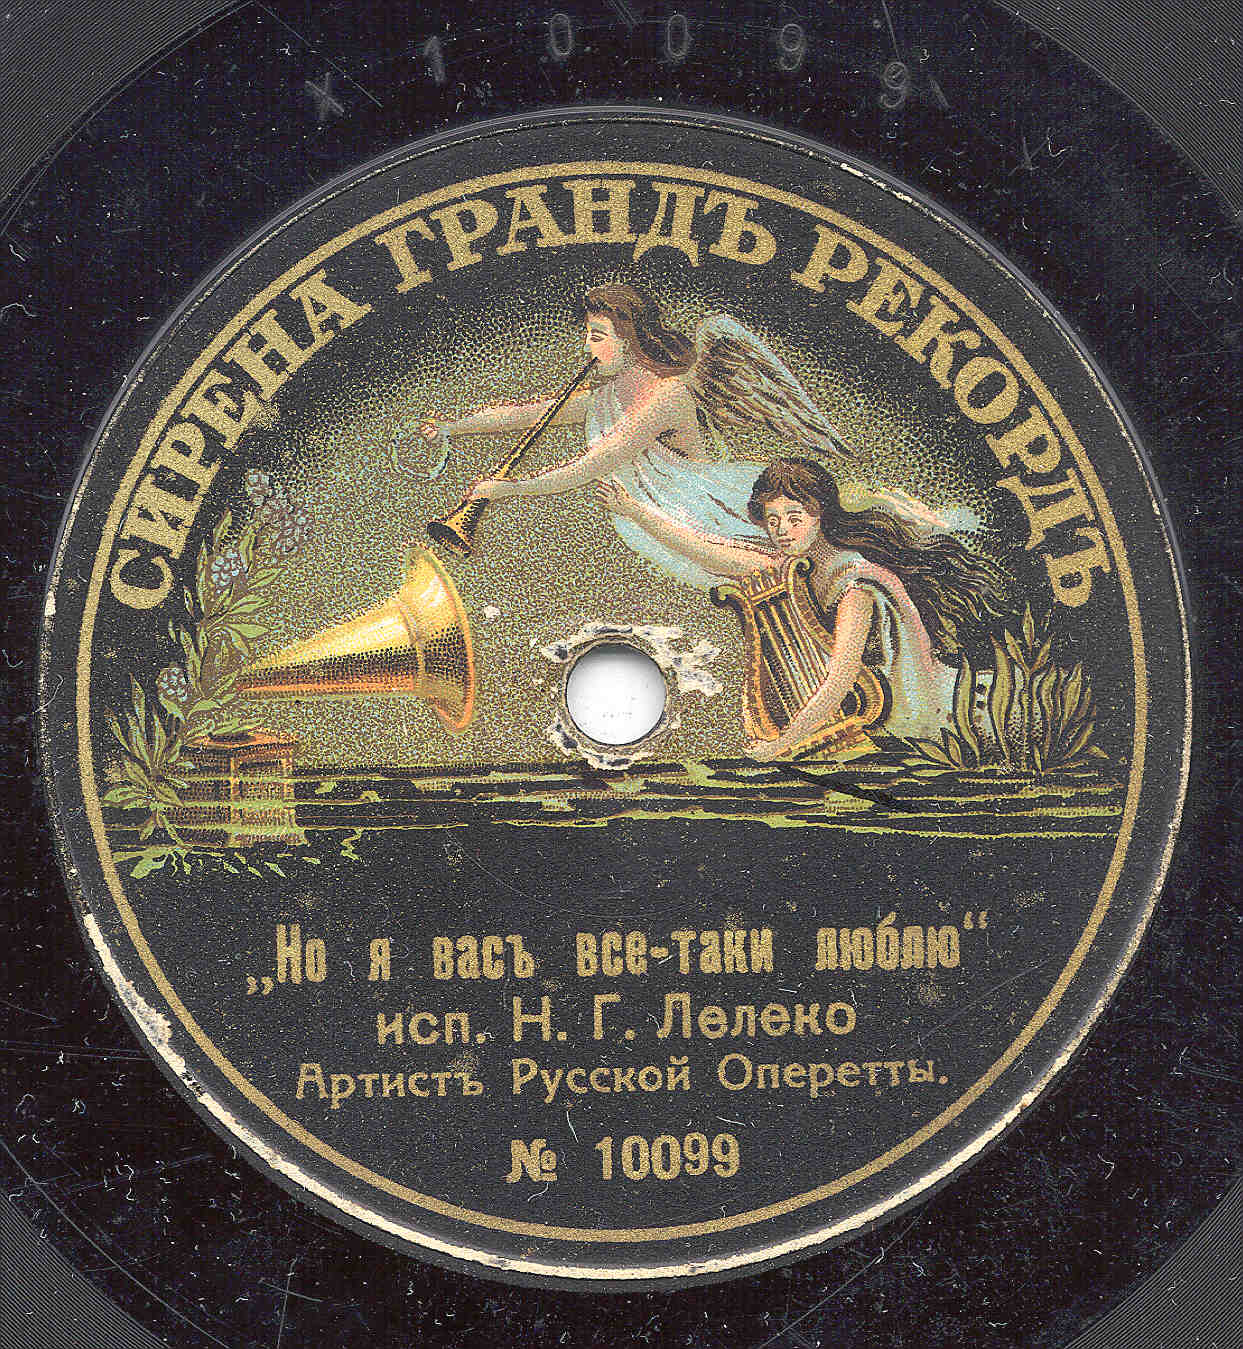 × 10099
СИРЕНА ГРАНДЪ РЕКОРДЪ
„Но я васъ все-таки люблю“
исп. Н. Г. Лелеко
Артистъ Русской Оперетты.
№ 10099